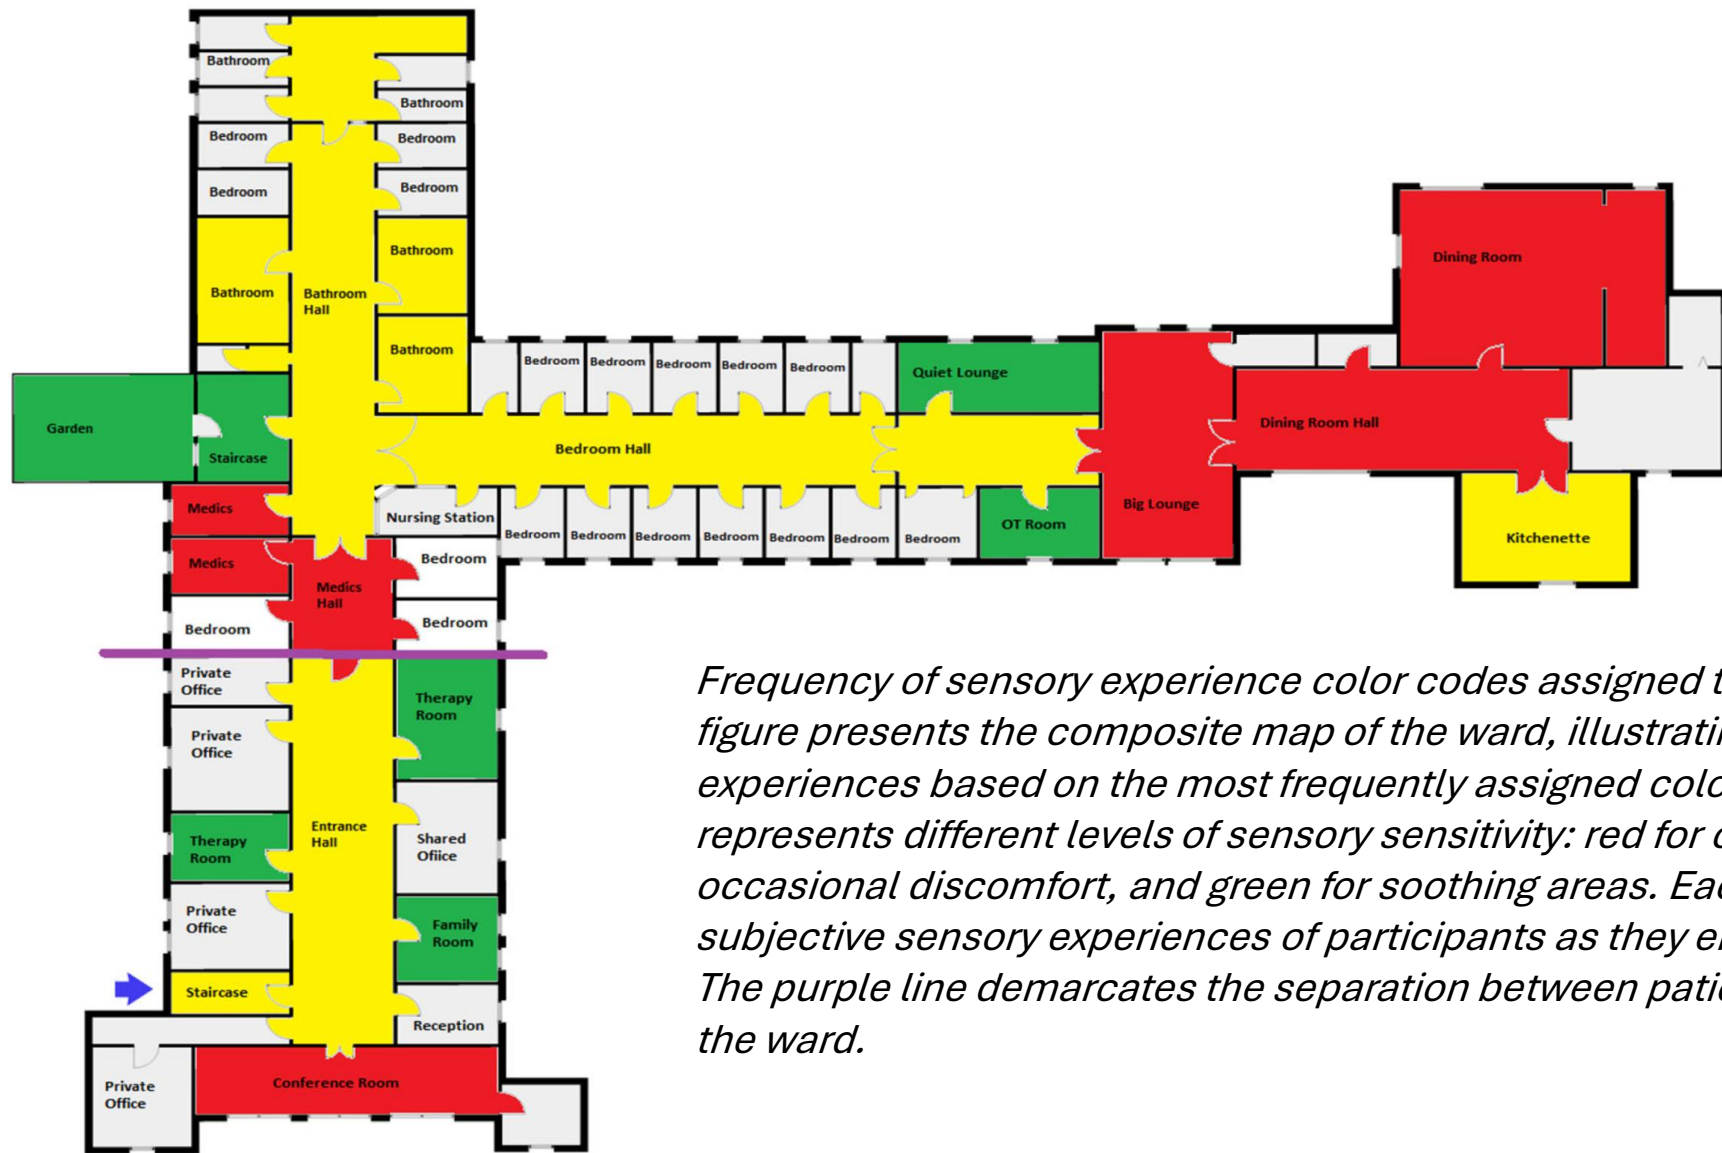 Bathroom
Bathroom
Bedroom
Bedroom
Bedroom
Bedroom
Bathroom
Bathroom
Bathroom
Hall
Bathroom
Garden
Staircase
Bedroom
Bedroom
Bedroom
Bedroom
Bedroom
Quiet Lounge
Bedroom Hall
Dining Room
Dining Room Hall
Medics
Nursing Station
Bedroom
Bedroom
Bedroom
Bedroom
Bedroom
Bedroom
Bedroom
OT Room
Big Lounge
Kitchenette
Medics
Medics
Hall
Bedroom
Bedroom
Bedroom
Private
Office
Therapy
Room
Private
Office
Entrance
Hall
Therapy
Room
Shared
Ofiice
Private
Office
Family
Room
Staircase
Reception
Private
Office
Conference Room
Frequency of sensory experience color codes assigned
figure presents the composite map of the ward,
experiences based on the most frequently assigned
represents different levels of sensory sensitivity: red for
occasional discomfort, and green for soothing areas.
subjective sensory experiences of participants as they
The purple line demarcates the separation between
the ward.